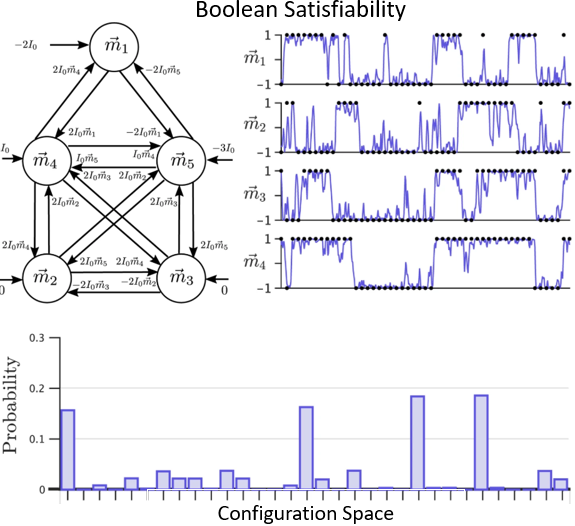 Boolean Satisfiability
-2I₀
m⃗₁
2I₀m⃗₄
-2I₀m⃗₅
2I₀m⃗₁
-2I₀m⃗₁
I₀
m⃗₄
I₀m⃗₄
I₀m⃗₅
m⃗₅
-3I₀
2I₀m⃗₃
2I₀m⃗₂
2I₀m⃗₂
2I₀m⃗₃
2I₀m⃗₄
2I₀m⃗₅
2I₀m⃗₅
2I₀m⃗₄
m⃗₂
-2I₀m⃗₃
-2I₀m⃗₂
m⃗₃
0
0
1
m⃗₁
-1
1
m⃗₂
-1
1
m⃗₃
-1
1
m⃗₄
-1
0.3
0.2
0.1
0
Probability
Configuration Space